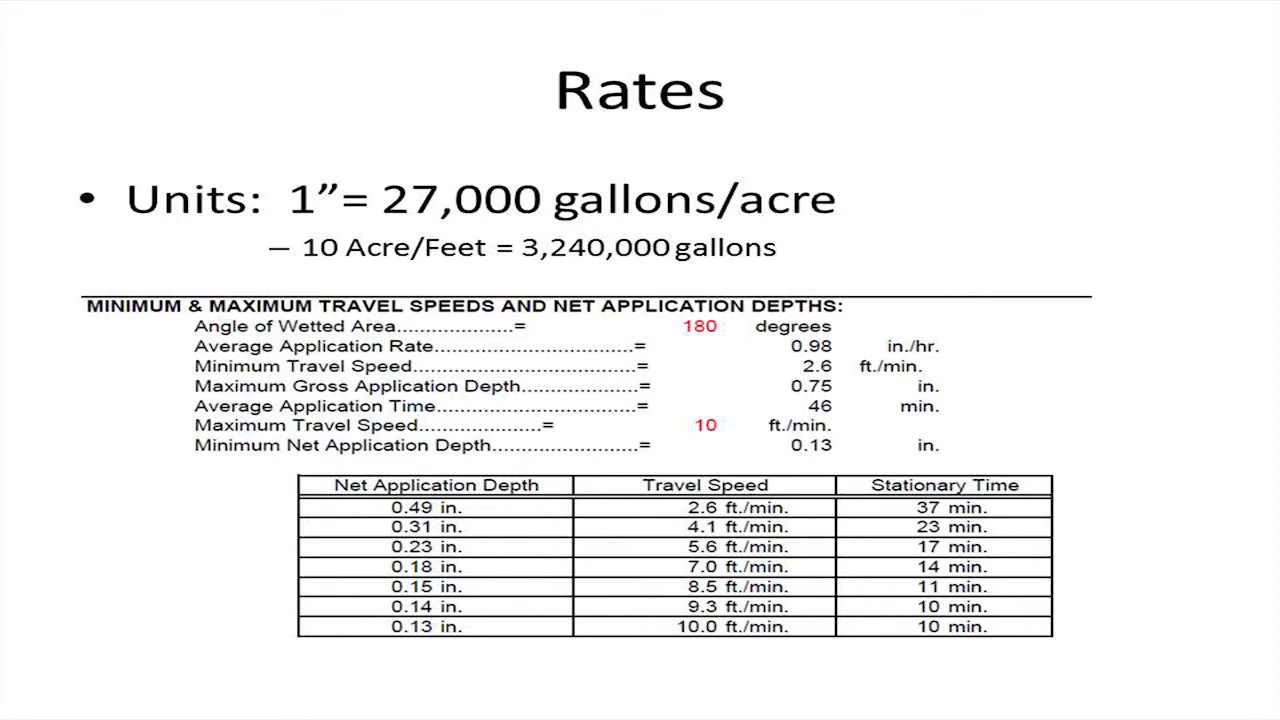 Rates
• Units: 1”= 27,000 gallons/acre
– 10 Acre/Feet = 3,240,000 gallons
MINIMUM & MAXIMUM TRAVEL SPEEDS AND NET APPLICATION DEPTHS:
Angle of Wetted Area....................= 180 degrees
Average Application Rate...................................= 0.98 in./hr.
Minimum Travel Speed.......................................= 2.6 ft./min.
Maximum Gross Application Depth.....................= 0.75 in.
Average Application Time...................................= 46 min.
Maximum Travel Speed.....................= 10 ft./min.
Minimum Net Application Depth..........................= 0.13 in.
Net Application Depth Travel Speed Stationary Time
0.49 in. 2.6 ft./min. 37 min.
0.31 in. 4.1 ft./min. 23 min.
0.23 in. 5.6 ft./min. 17 min.
0.18 in. 7.0 ft./min. 14 min.
0.15 in. 8.5 ft./min. 11 min.
0.14 in. 9.3 ft./min. 10 min.
0.13 in. 10.0 ft./min. 10 min.